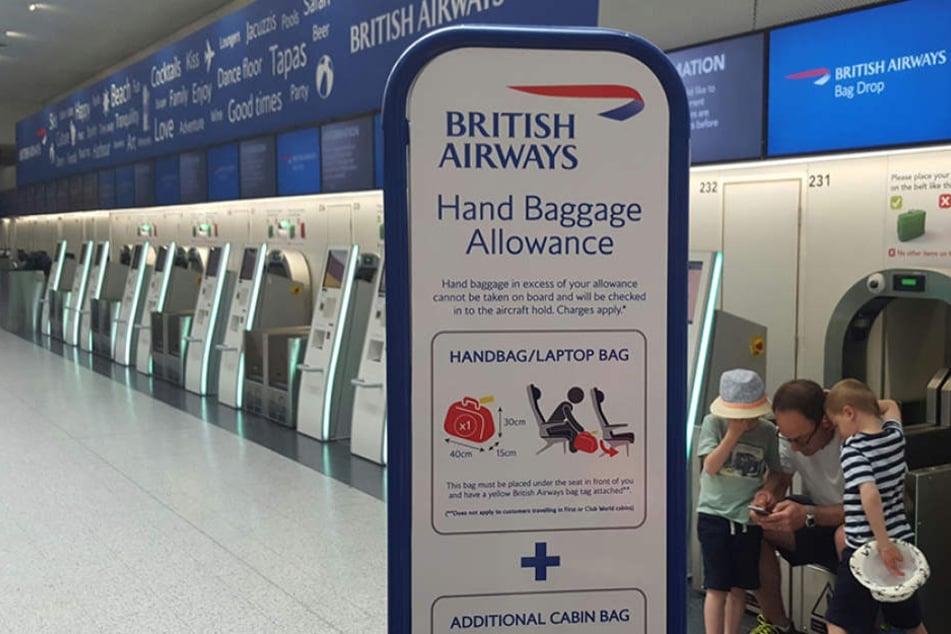 BRITISH AIRWAYS
Safari
Jacuzzis
Pools
Beer
Lounges
Kiss
Cocktails
Dance floor
Tapas
Beach
Fun
Family
Enjoy
Good times
Party
Happy
Tranquility
Love
Adventure
Wine
Art
BRITISH
AIRWAYS
Hand Baggage
Allowance
Hand baggage in excess of your allowance
cannot be taken on board and will be checked
in to the aircraft hold. Charges apply.*
HANDBAG/LAPTOP BAG
x1
30cm
40cm
15cm
This bag must be placed under the seat in front of you
and have a yellow British Airways bag tag attached**.
(**Does not apply to customers travelling in First or Club World cabins)
+
ADDITIONAL CABIN BAG
BRITISH AIRWAYS
Bag Drop
232
231
Please place your
on the belt like th
No other items on